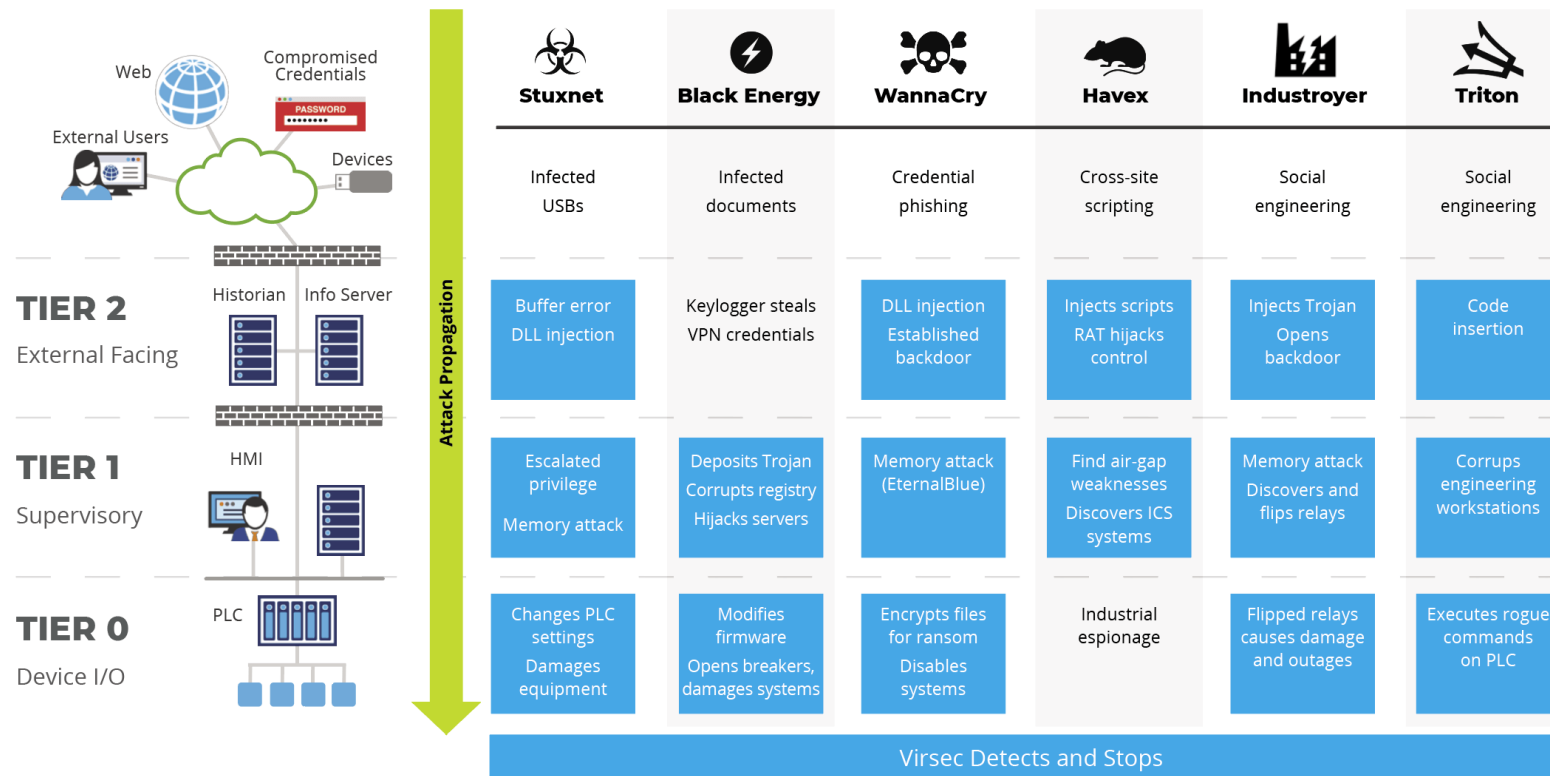 Web
Compromised
Credentials
PASSWORD
External Users
Devices
Attack Propagation
Stuxnet
Black Energy
WannaCry
Havex
Industroyer
Triton
Infected
USBs
Infected
documents
Credential
phishing
Cross-site
scripting
Social
engineering
Social
engineering
TIER 2
External Facing
Historian
Info Server
Buffer error
DLL injection
Keylogger steals
VPN credentials
DLL injection
Established
backdoor
Injects scripts
RAT hijacks
control
Injects Trojan
Opens
backdoor
Code
insertion
TIER 1
Supervisory
HMI
Escalated
privilege
Memory attack
Deposits Trojan
Corrupts registry
Hijacks servers
Memory attack
(EternalBlue)
Find air-gap
weaknesses
Discovers ICS
systems
Memory attack
Discovers and
flips relays
Corrups
engineering
workstations
TIER 0
Device I/O
PLC
Changes PLC
settings
Damages
equipment
Modifies
firmware
Opens breakers,
damages systems
Encrypts files
for ransom
Disables
systems
Industrial
espionage
Flipped relays
causes damage
and outages
Executes rogue
commands
on PLC
Virsec Detects and Stops